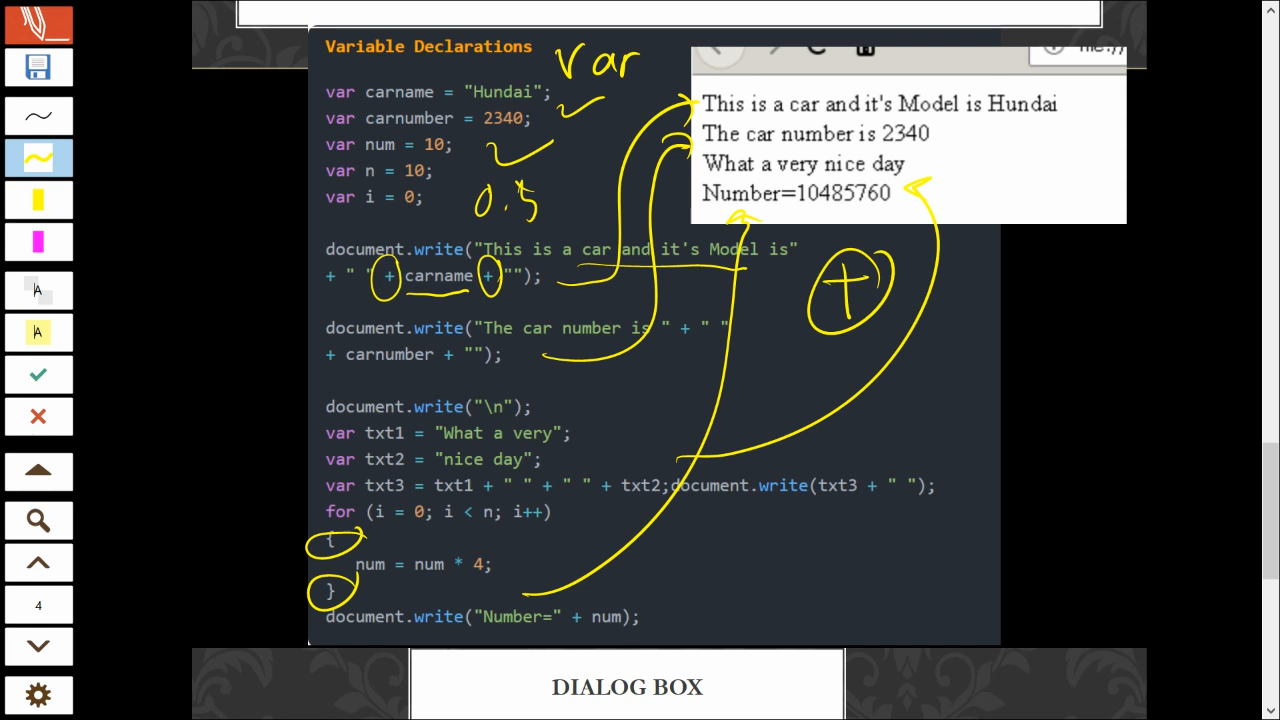 Variable Declarations
var
var carname = "Hundai";
var carnumber = 2340;
var num = 10;
var n = 10;
var i = 0;
0.5
document.write("This is a car and it's Model is"
+ " " + carname + "");
document.write("The car number is " + " "
+ carnumber + "");
document.write("\n");
var txt1 = "What a very";
var txt2 = "nice day";
var txt3 = txt1 + " " + " " + txt2;document.write(txt3 + " ");
for (i = 0; i < n; i++)
{
num = num * 4;
}
document.write("Number=" + num);
This is a car and it's Model is Hundai
The car number is 2340
What a very nice day
Number=10485760
+
DIALOG BOX
A
A
4